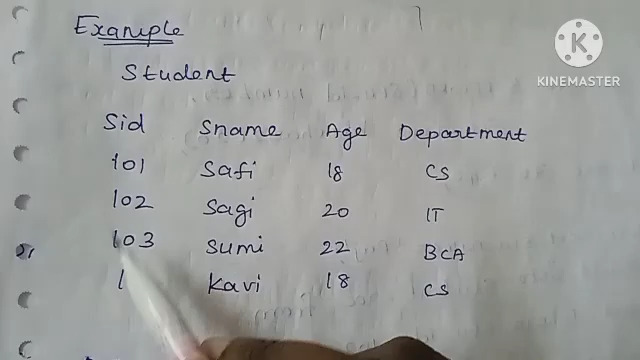 Example
K
KINEMASTER
Student
Sid Sname Age Department
101 Safi 18 CS
102 Sagi 20 IT
103 Sumi 22 BCA
1 Kavi 18 CS